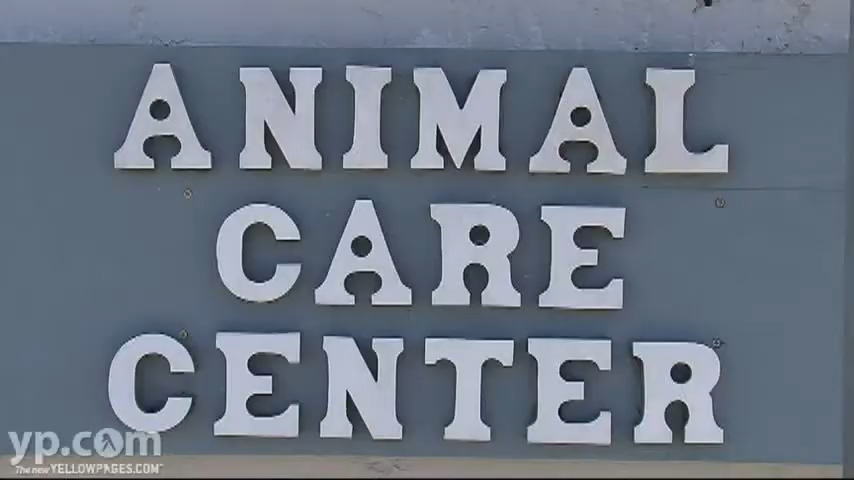 ANIMAL
CARE
CENTER
yp.com
The new YELLOWPAGES.COM